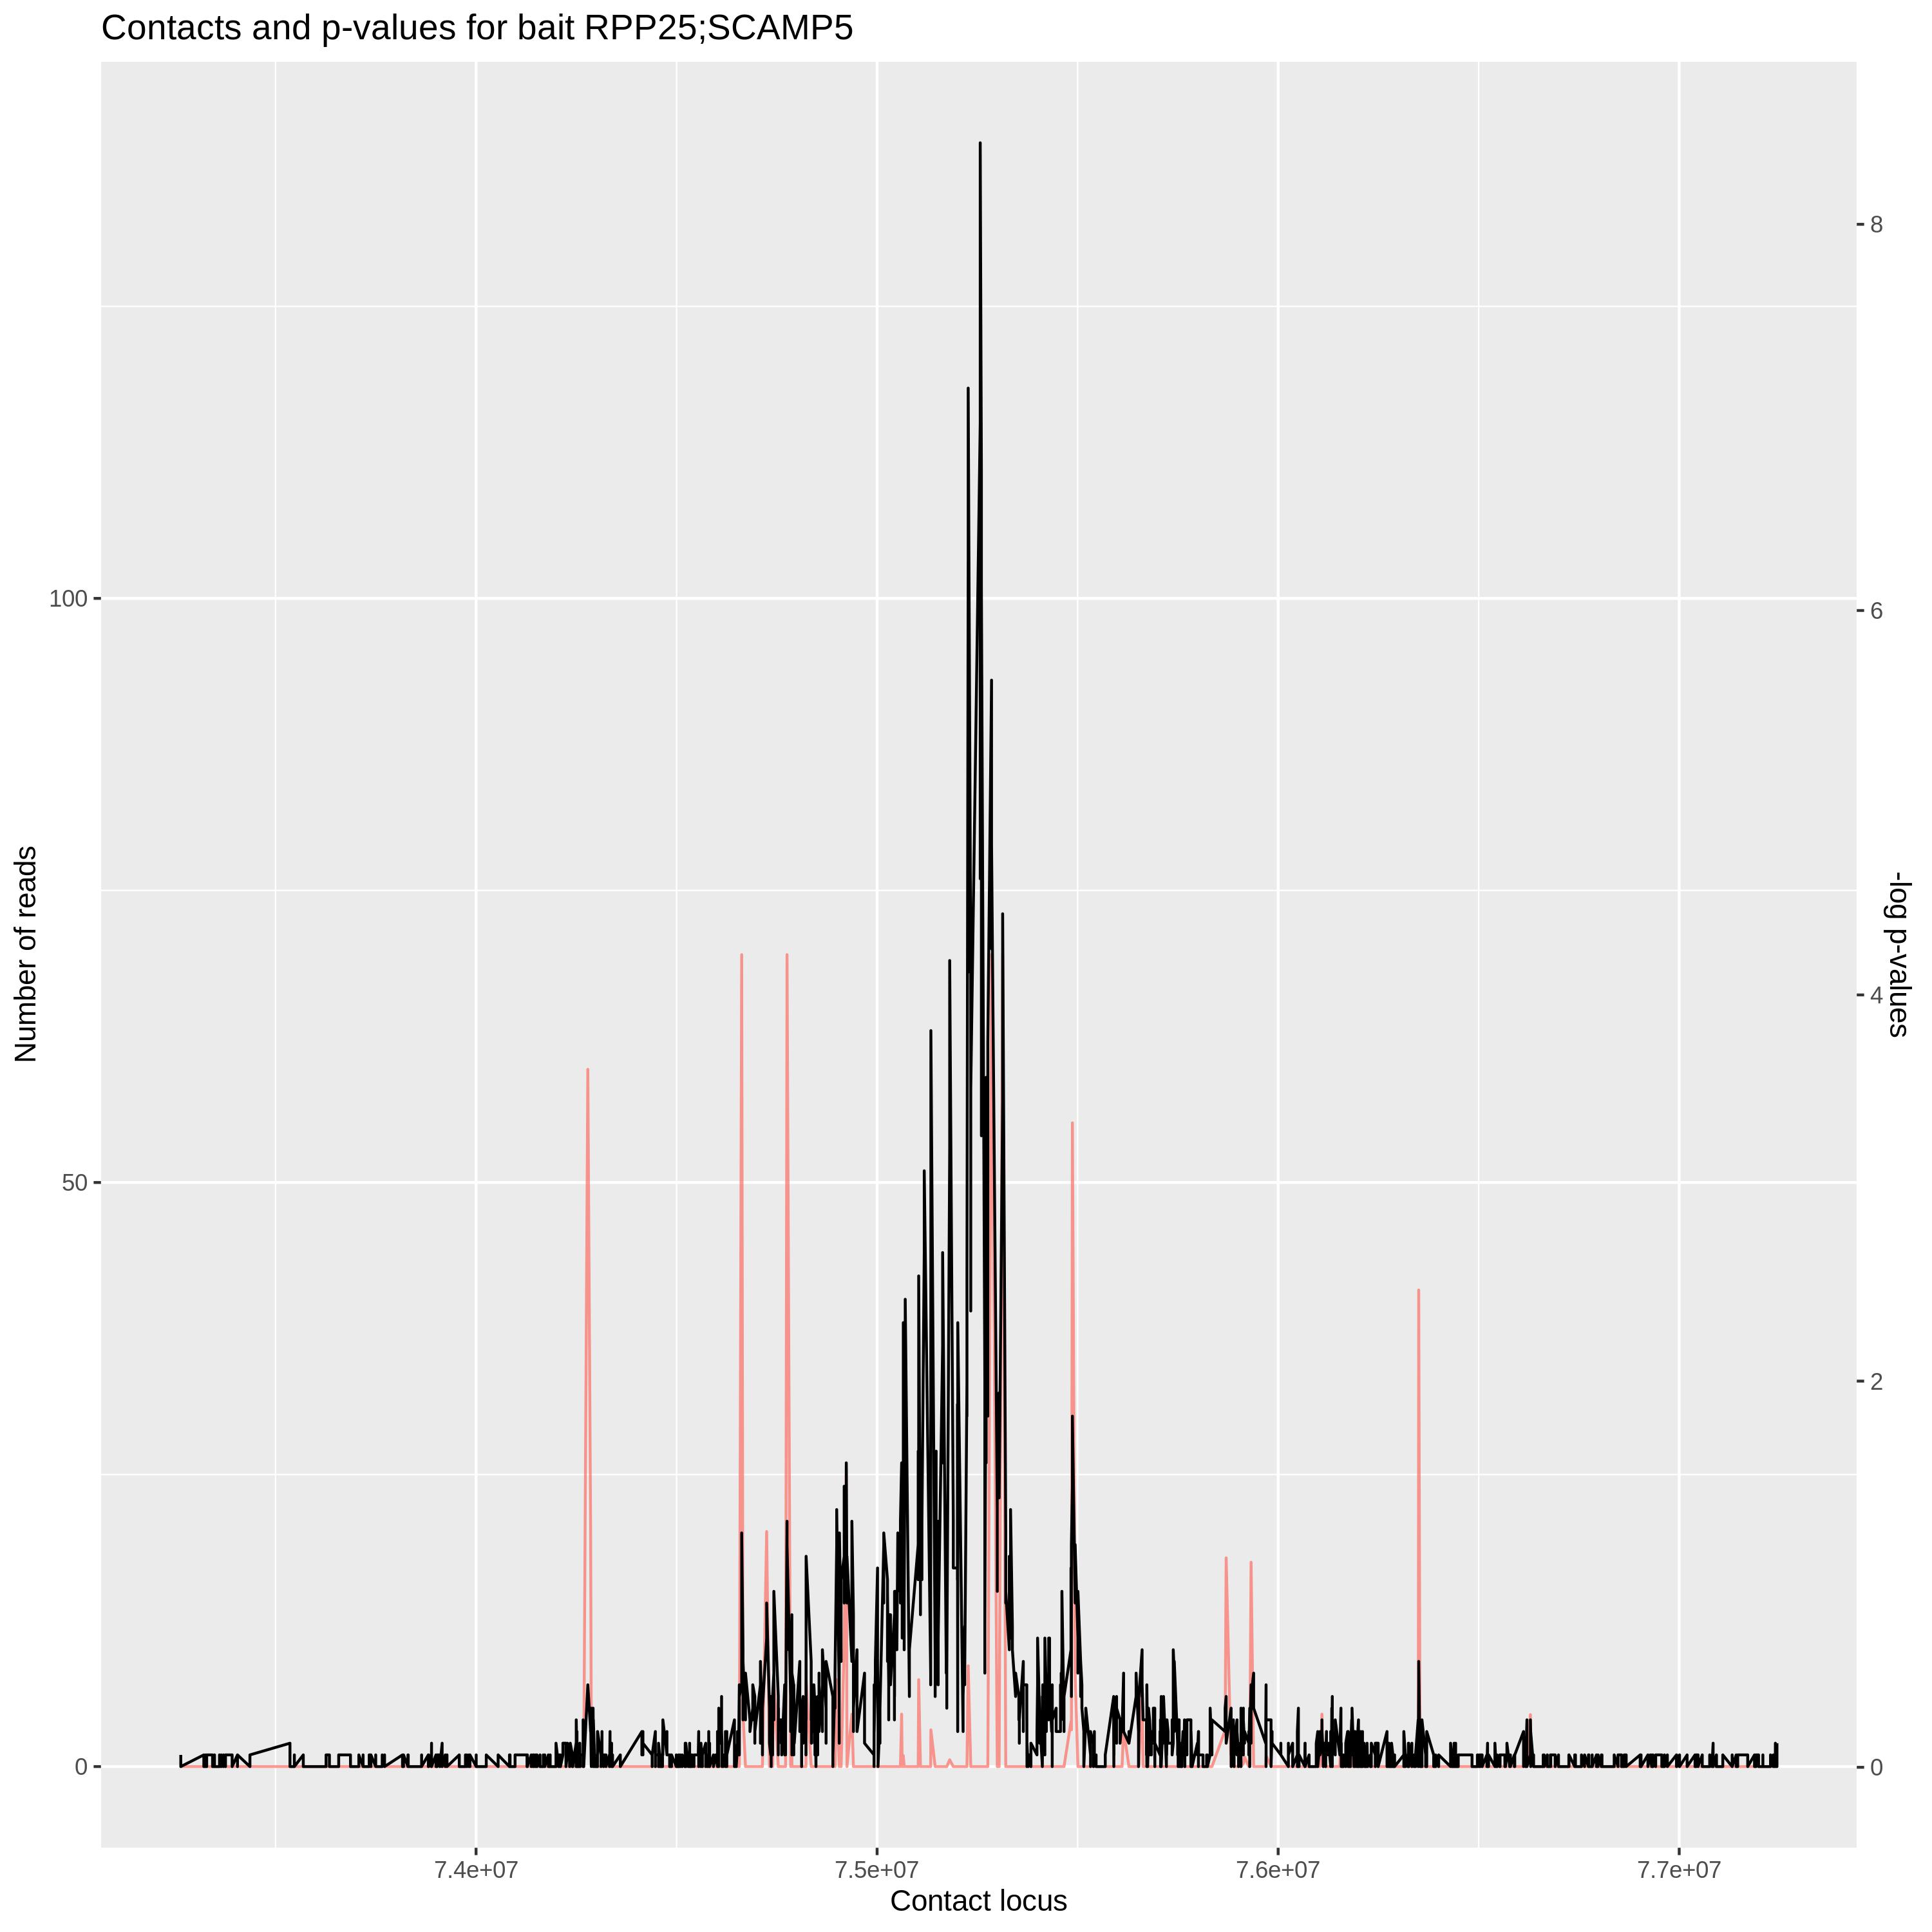 Contacts and p-values for bait RPP25;SCAMP5
Number of reads
100
50
0
8
6
4
2
0
-log p-values
7.4e+07
7.5e+07
7.6e+07
7.7e+07
Contact locus